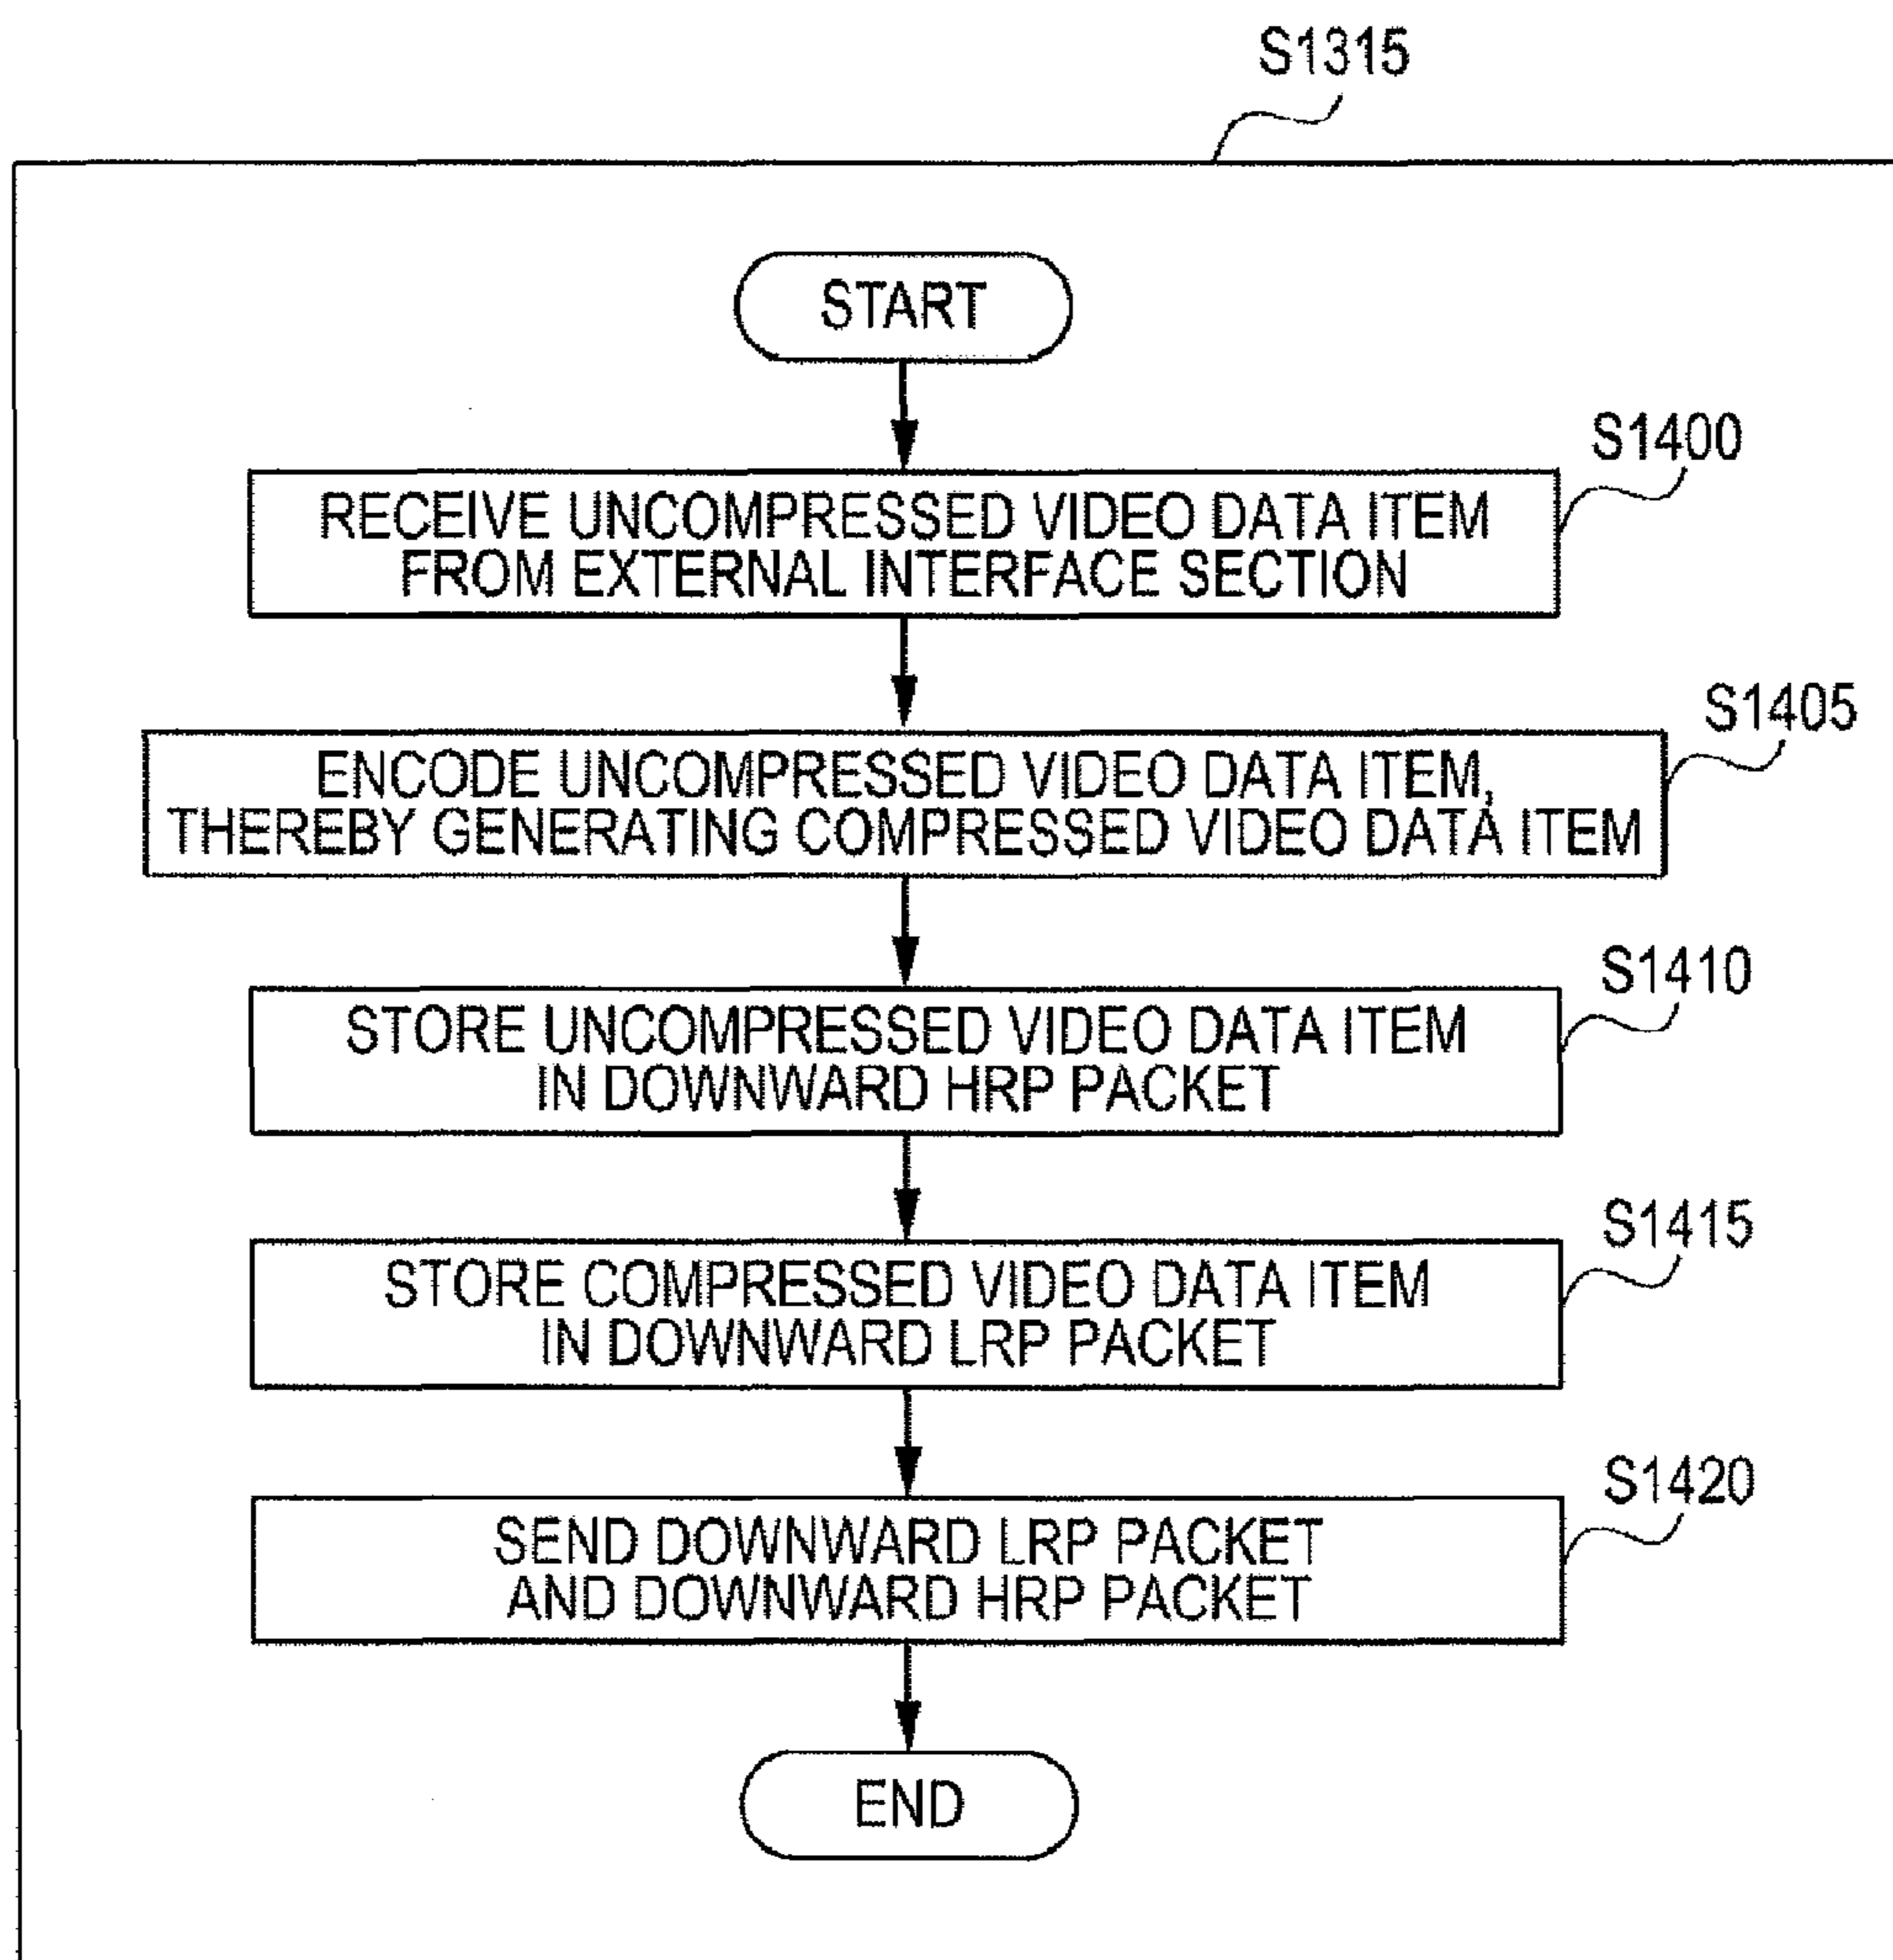 S1315
START
S1400
RECEIVE UNCOMPRESSED VIDEO DATA ITEM
FROM EXTERNAL INTERFACE SECTION
S1405
ENCODE UNCOMPRESSED VIDEO DATA ITEM,
THEREBY GENERATING COMPRESSED VIDEO DATA ITEM
S1410
STORE UNCOMPRESSED VIDEO DATA ITEM
IN DOWNWARD HRP PACKET
S1415
STORE COMPRESSED VIDEO DATA ITEM
IN DOWNWARD LRP PACKET
S1420
SEND DOWNWARD LRP PACKET
AND DOWNWARD HRP PACKET
END